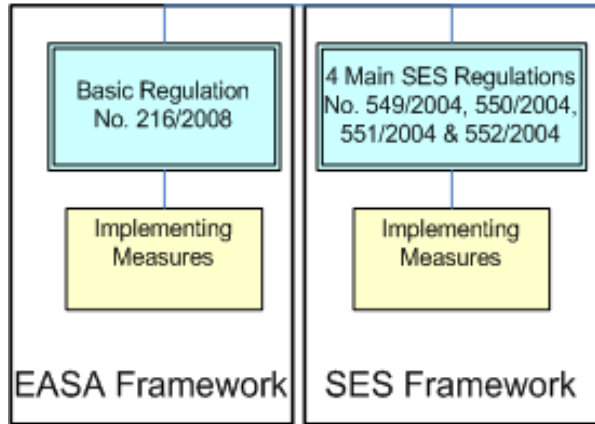 Basic Regulation
No. 216/2008
Implementing
Measures
EASA Framework
4 Main SES Regulations
No. 549/2004, 550/2004,
551/2004 & 552/2004
Implementing
Measures
SES Framework